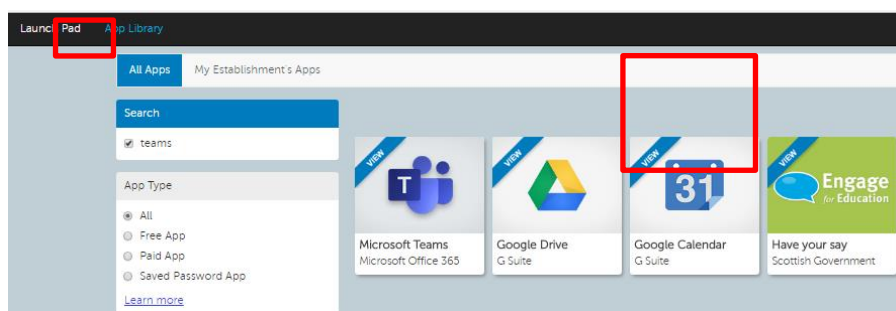 Launch Pad App Library
All Apps My Establishment's Apps
Search
teams
App Type
All
Free App
Paid App
Saved Password App
Learn more
VIEW
T
Microsoft Teams
Microsoft Office 365
VIEW
Google Drive
G Suite
VIEW
31
Google Calendar
G Suite
VIEW
Engage
for Education
Have your say
Scottish Government